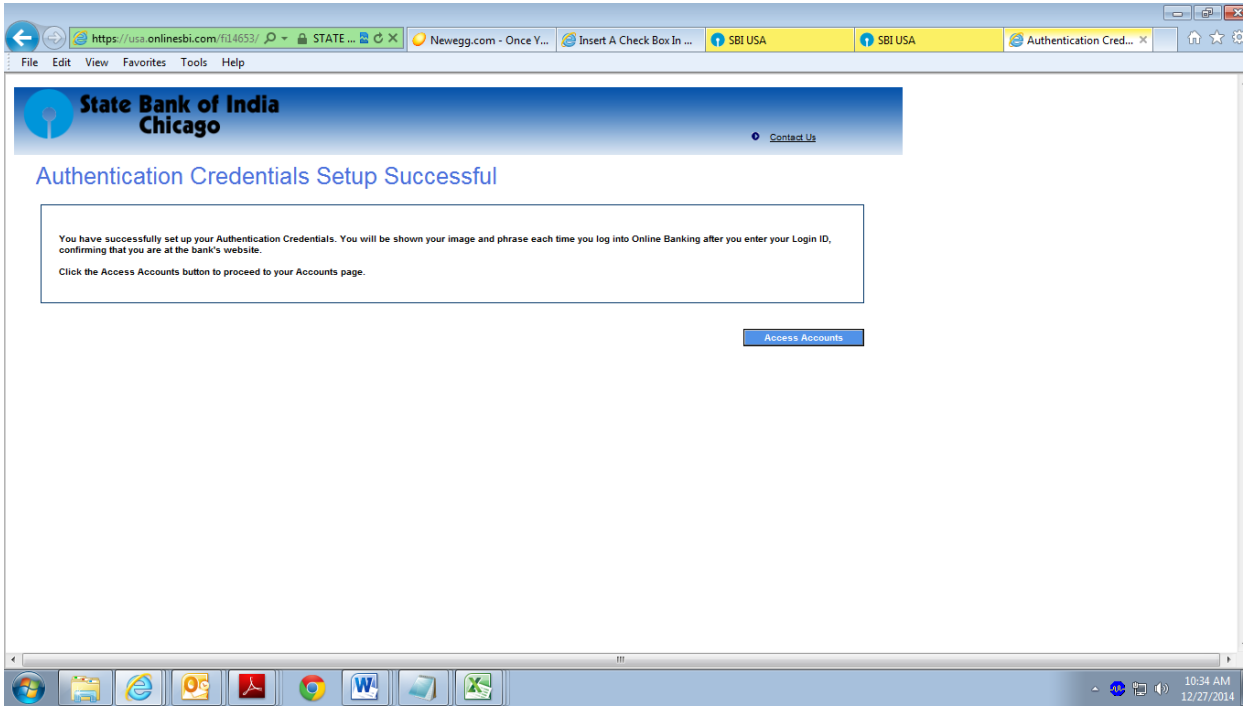 https://usa.onlinesbi.com/fi14653/
STATE ...
Newegg.com - Once Y...
Insert A Check Box In ...
SBI USA
SBI USA
Authentication Cred...
File Edit View Favorites Tools Help
State Bank of India
Chicago
Contact Us
Authentication Credentials Setup Successful
You have successfully set up your Authentication Credentials. You will be shown your image and phrase each time you log into Online Banking after you enter your Login ID,
confirming that you are at the bank's website.
Click the Access Accounts button to proceed to your Accounts page.
Access Accounts
10:34 AM
12/27/2014